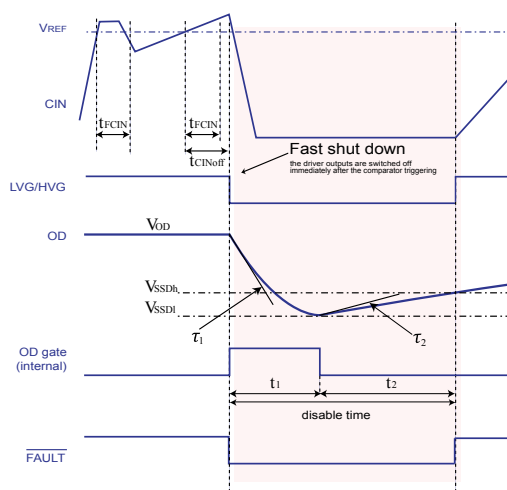 VREF
CIN
tFCIN
tFCIN
tCINoff
Fast shut down
the driver outputs are switched off
immediately after the comparator triggering
LVG/HVG
VOD
OD
VSSDh
VSSDl
τ1
τ2
OD gate
(internal)
t1
t2
disable time
FAULT